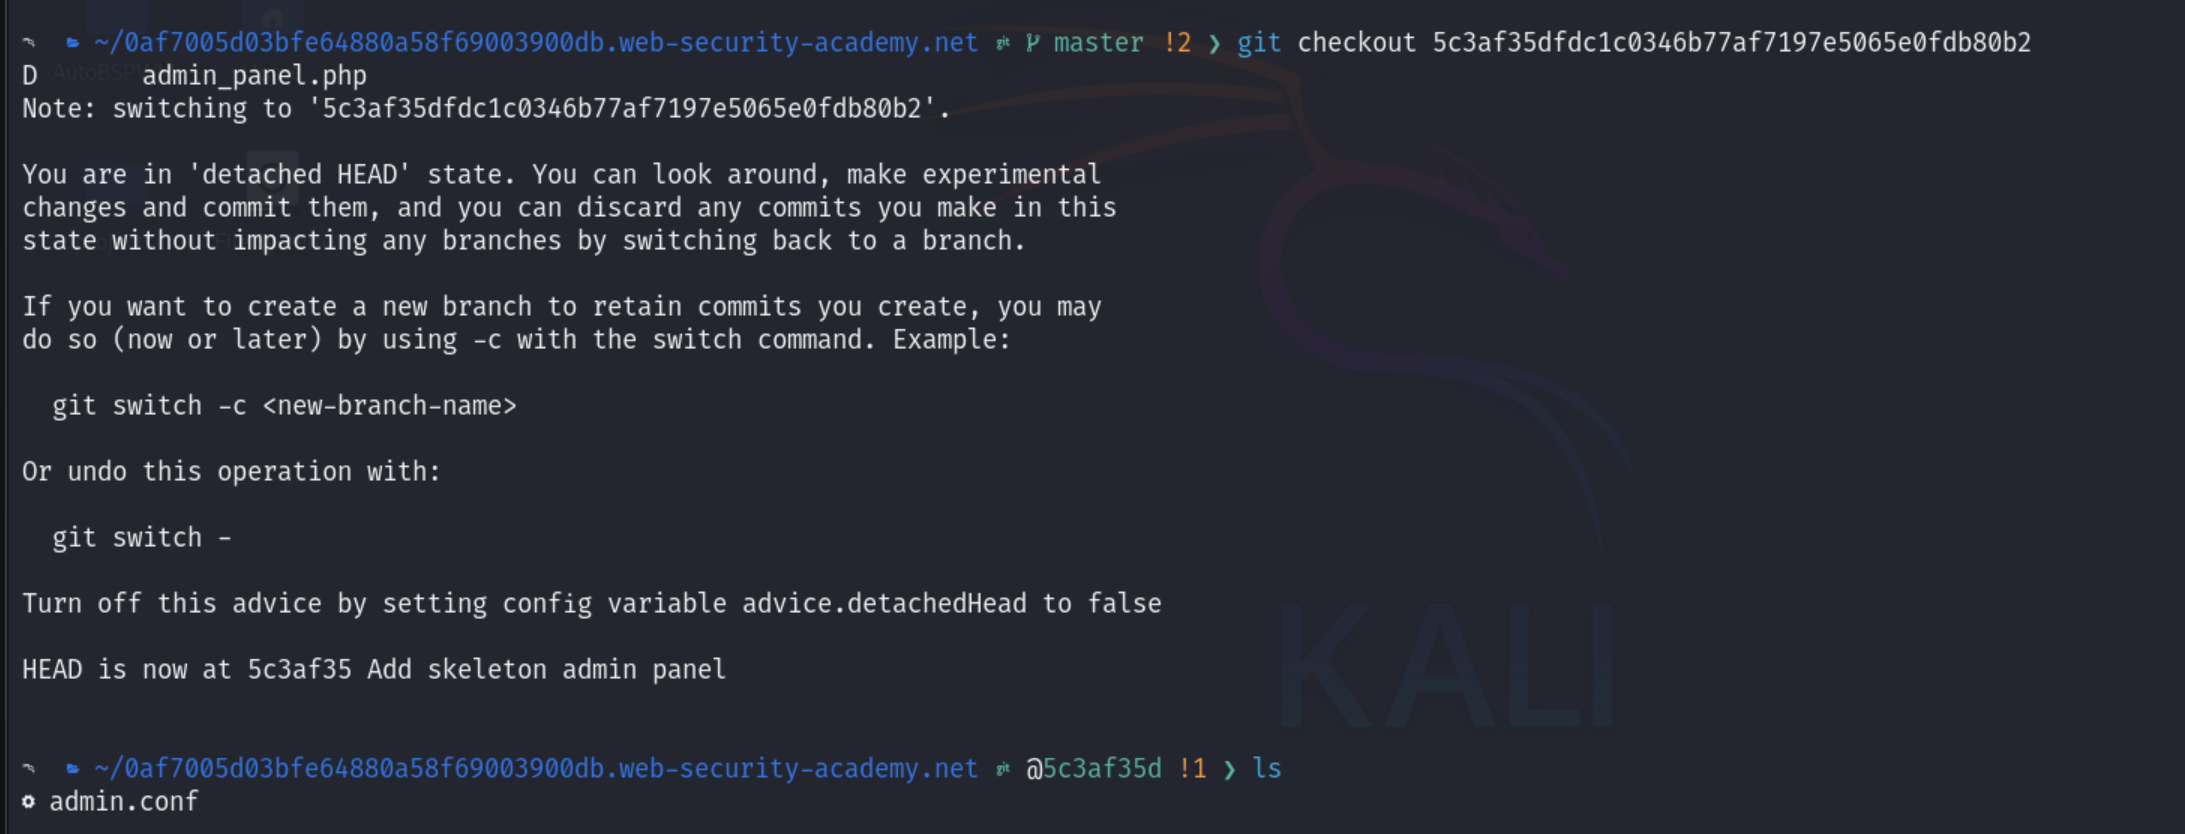 ~/0af7005d03bfe64880a58f69003900db.web-security-academy.net git master !2 ❯ git checkout 5c3af35dfdc1c0346b77af7197e5065e0fdb80b2
D       admin_panel.php
Note: switching to '5c3af35dfdc1c0346b77af7197e5065e0fdb80b2'.

You are in 'detached HEAD' state. You can look around, make experimental
changes and commit them, and you can discard any commits you make in this
state without impacting any branches by switching back to a branch.

If you want to create a new branch to retain commits you create, you may
do so (now or later) by using -c with the switch command. Example:

  git switch -c <new-branch-name>

Or undo this operation with:

  git switch -

Turn off this advice by setting config variable advice.detachedHead to false

HEAD is now at 5c3af35 Add skeleton admin panel

KALI

~/0af7005d03bfe64880a58f69003900db.web-security-academy.net git @5c3af35d !1 ❯ ls
admin.conf